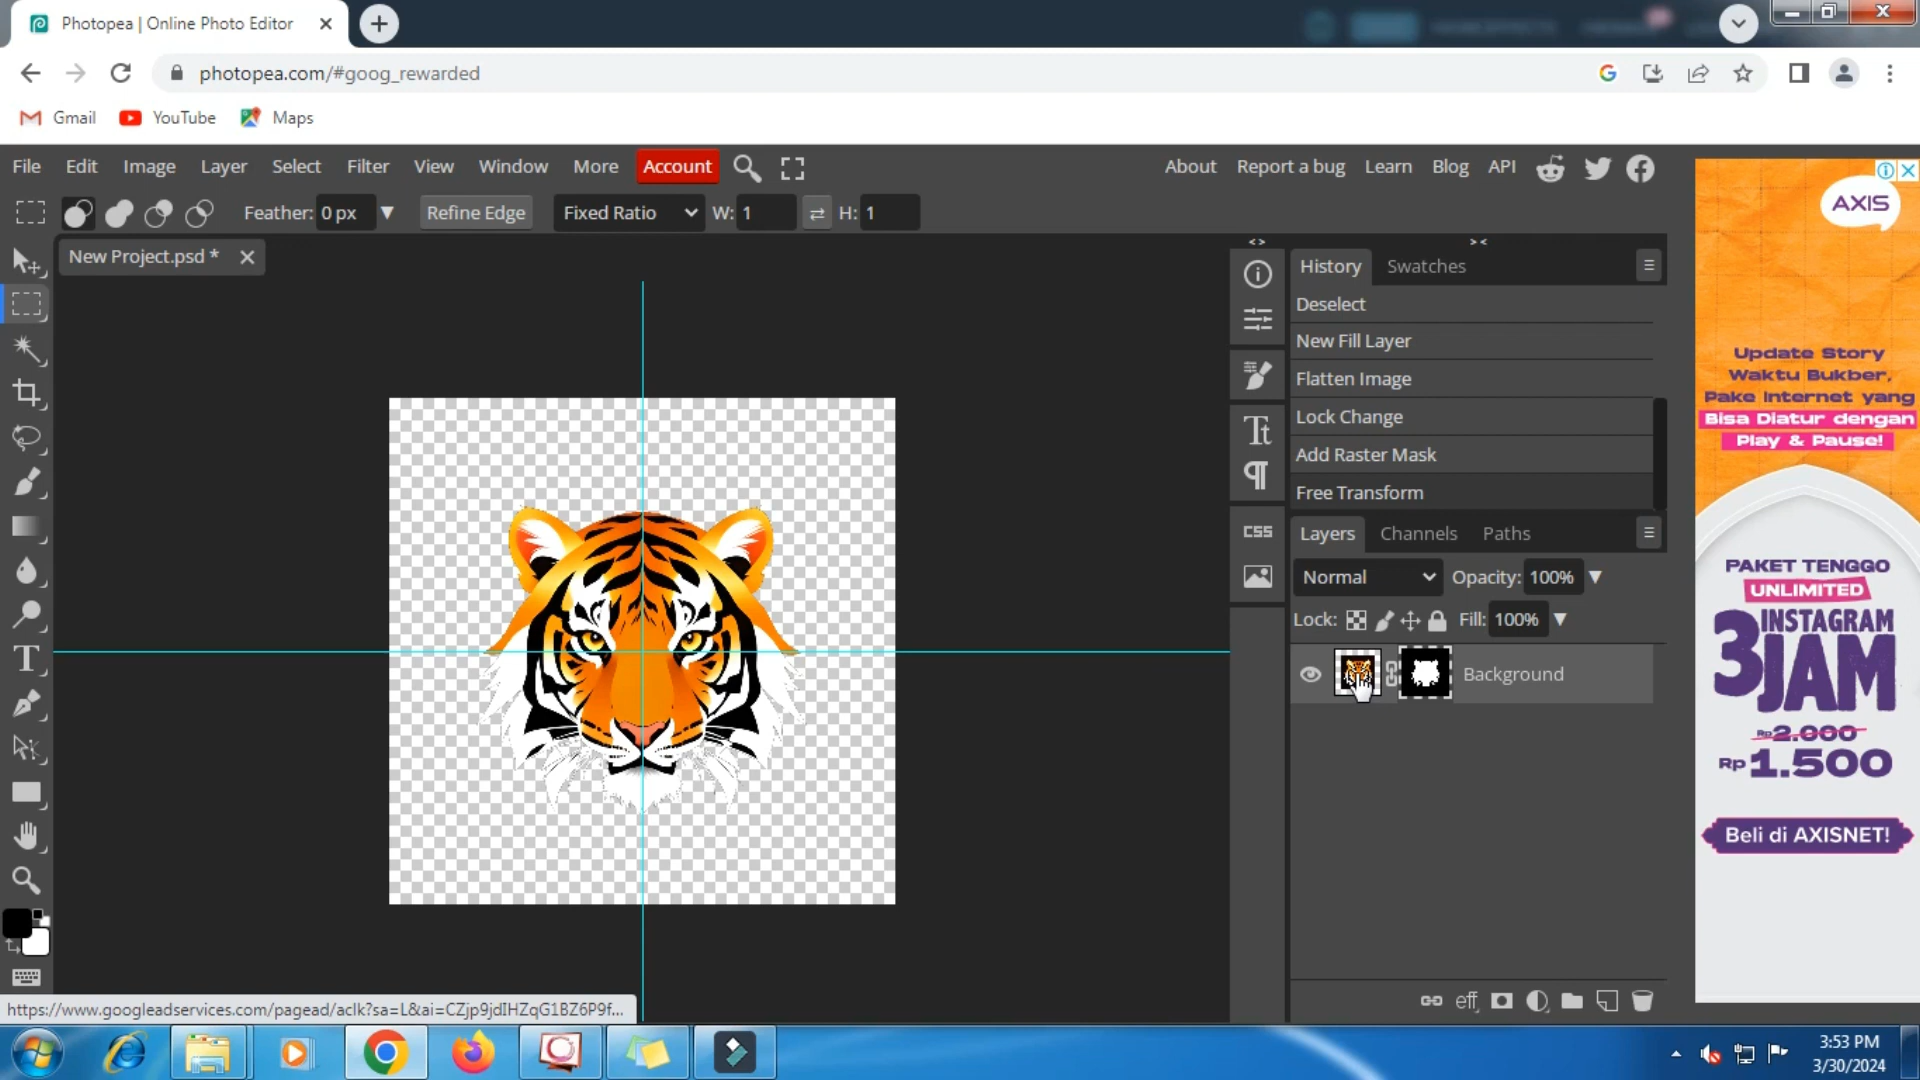 Photopea | Online Photo Editor
photopea.com/#goog_rewarded
Gmail YouTube Maps
File Edit Image Layer Select Filter View Window More Account About Report a bug Learn Blog API
Feather: 0 px Refine Edge Fixed Ratio W: 1 H: 1
New Project.psd *
History Swatches
Deselect
New Fill Layer
Flatten Image
Lock Change
Add Raster Mask
Free Transform
CSS
Layers Channels Paths
Normal Opacity: 100%
Lock: Fill: 100%
Background
eff
AXIS
Update Story
Waktu Bukber,
Pake Internet yang
Bisa Diatur dengan
Play & Pause!
PAKET TENGGO
UNLIMITED
3 INSTAGRAM
JAM
Rp 2.000
Rp 1.500
Beli di AXISNET!
https://www.googleadservices.com/pagead/aclk?sa=L&ai=CZjp9jdIHZqG1BZ6P9f...
3:53 PM
3/30/2024